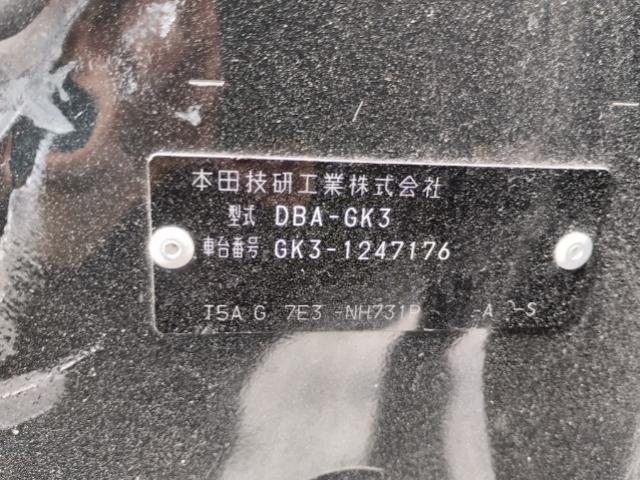 本田技研工業株式会社
型式 DBA-GK3
車台番号 GK3-1247176
7E3 -NH731P